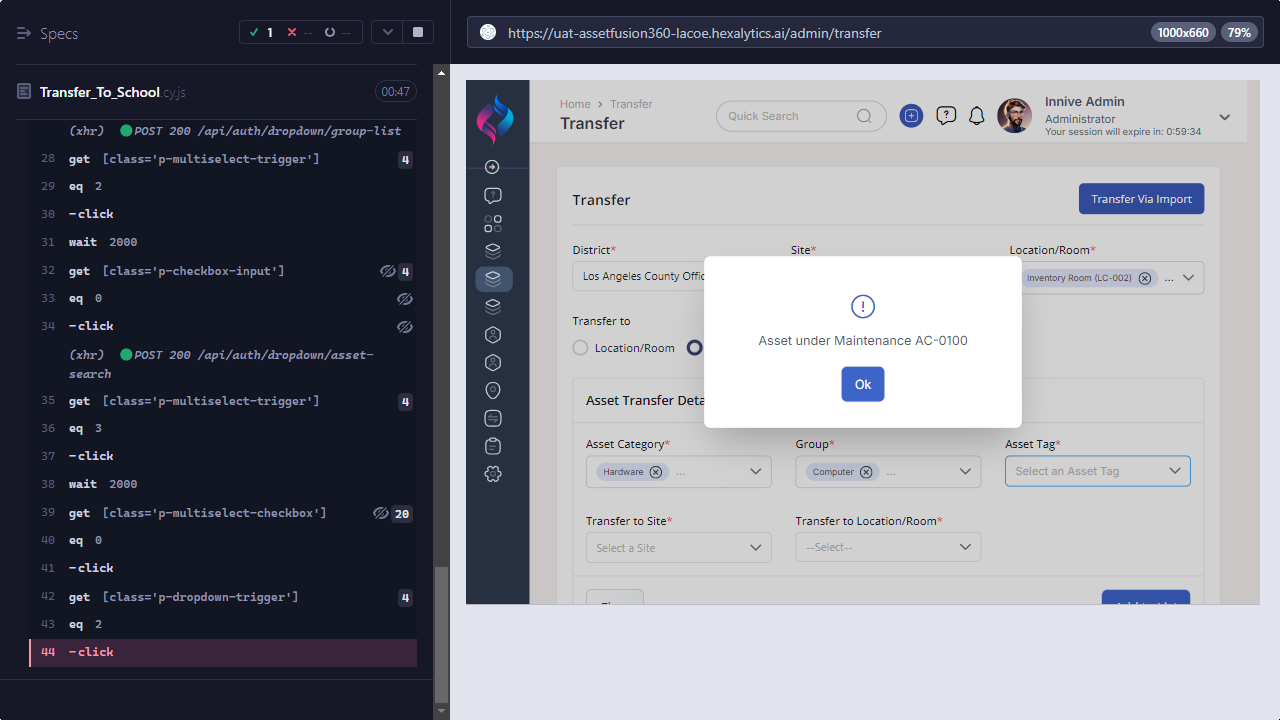 Specs
1
--
--
https://uat-assetfusion360-lacoe.hexalytics.ai/admin/transfer
1000x660
79%
Transfer_To_School.cy.js
00:47
(xhr) POST 200 /api/auth/dropdown/group-list
28 get [class='p-multiselect-trigger'] 4
29 eq 2
30 -click
31 wait 2000
32 get [class='p-checkbox-input'] 4
33 eq 0
34 -click
(xhr) POST 200 /api/auth/dropdown/asset-
search
35 get [class='p-multiselect-trigger'] 4
36 eq 3
37 -click
38 wait 2000
39 get [class='p-multiselect-checkbox'] 20
40 eq 0
41 -click
42 get [class='p-dropdown-trigger'] 4
43 eq 2
44 -click
Home > Transfer
Transfer
Quick Search
Innive Admin
Administrator
Your session will expire in: 0:59:34
Transfer
Transfer Via Import
District*
Site*
Location/Room*
Los Angeles County Offic
Inventory Room (LC-002) ...
Transfer to
Location/Room
Asset under Maintenance AC-0100
Ok
Asset Transfer Deta
Asset Category*
Group*
Asset Tag*
Hardware ...
Computer ...
Select an Asset Tag
Transfer to Site*
Transfer to Location/Room*
Select a Site
--Select--